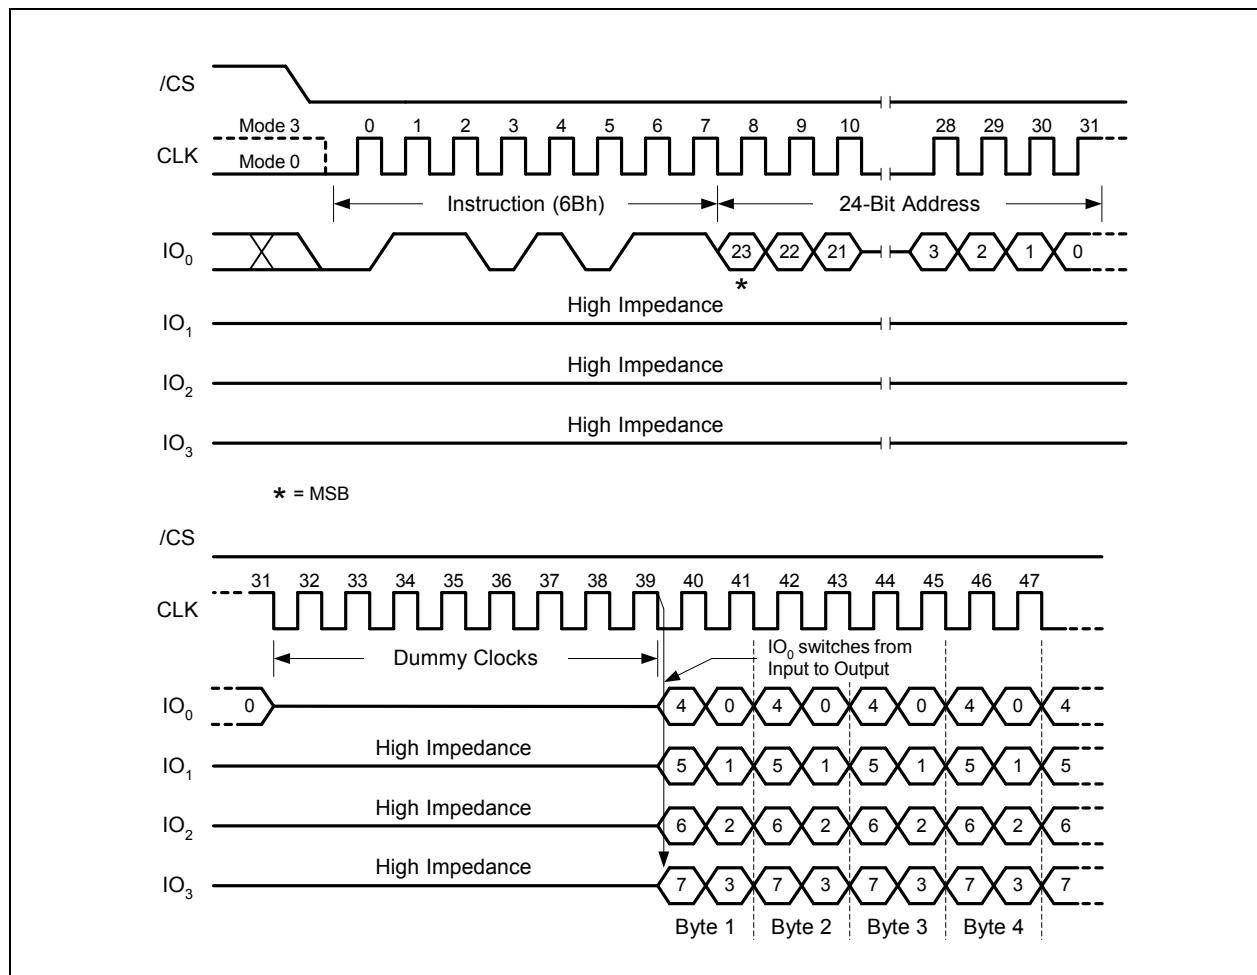 /CS
Mode 3 0 1 2 3 4 5 6 7 8 9 10 28 29 30 31
CLK
Mode 0
Instruction (6Bh) 24-Bit Address
IO0 23 22 21 3 2 1 0
*
High Impedance
IO1
High Impedance
IO2
High Impedance
IO3
* = MSB
/CS
31 32 33 34 35 36 37 38 39 40 41 42 43 44 45 46 47
CLK
IO0 switches from
Dummy Clocks Input to Output
IO0 0 4 0 4 0 4 0 4 0 4
High Impedance
IO1 5 1 5 1 5 1 5 1 5
High Impedance
IO2 6 2 6 2 6 2 6 2 6
High Impedance
IO3 7 3 7 3 7 3 7 3 7
Byte 1 Byte 2 Byte 3 Byte 4